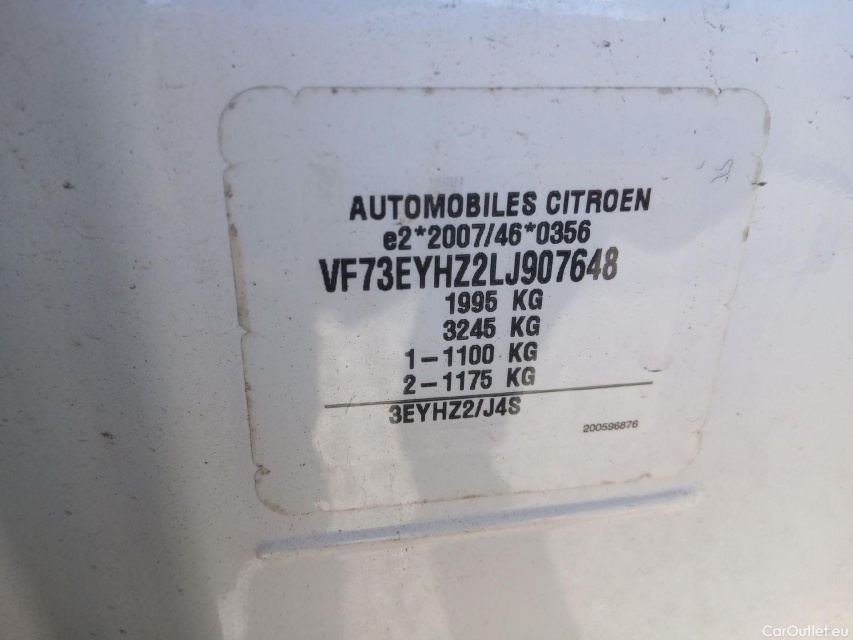 AUTOMOBILES CITROEN
e2*2007/46*0356
VF73EYHZ2LJ907648
1995 KG
3245 KG
1-1100 KG
2-1175 KG
3EYHZ2/J4S
200596876
CarOutlet.eu